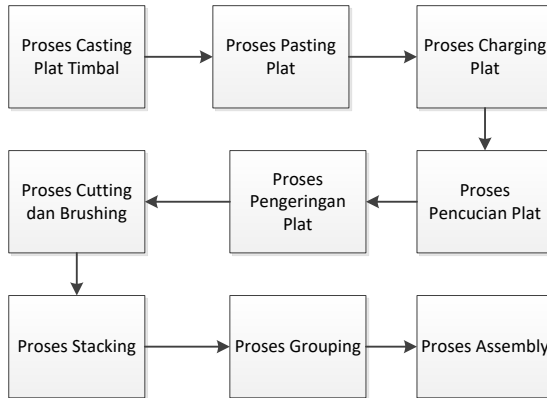 Proses Casting
Plat Timbal
Proses Pasting
Plat
Proses Charging
Plat
Proses
Pencucian Plat
Proses
Pengeringan
Plat
Proses Cutting
dan Brushing
Proses Stacking
Proses Grouping
Proses Assembly